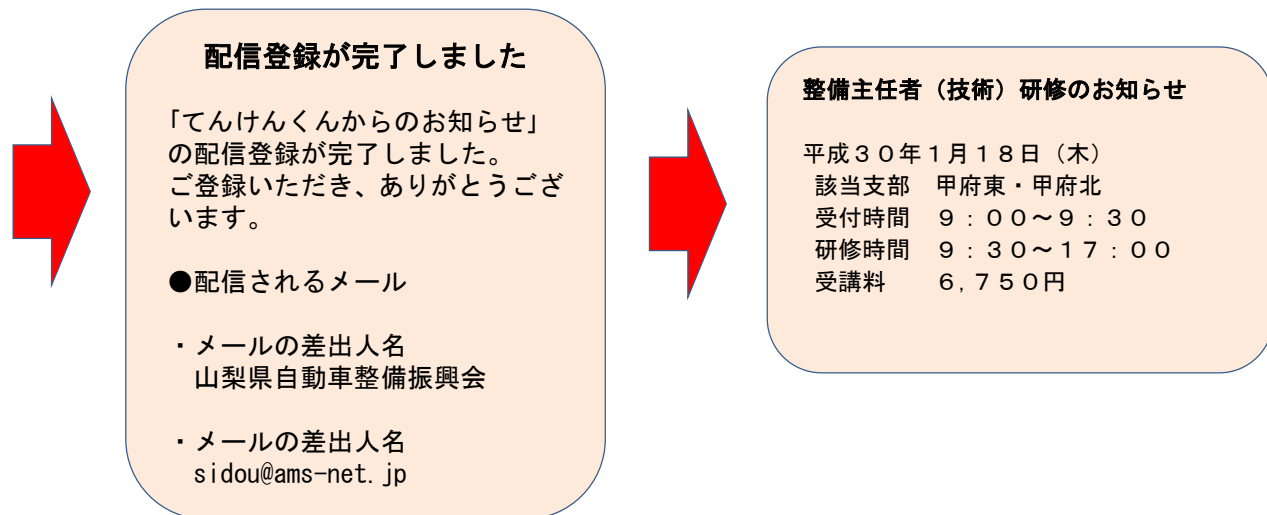 配信登録が完了しました
「てんけんくんからのお知らせ」
の配信登録が完了しました。
ご登録いただき、ありがとうござ
います。
●配信されるメール
・メールの差出人名
山梨県自動車整備振興会
・メールの差出人名
sidou@ams-net.jp
整備主任者（技術）研修のお知らせ
平成３０年１月１８日（木）
該当支部　甲府東・甲府北
受付時間　９：００～９：３０
研修時間　９：３０～１７：００
受講料　　６，７５０円